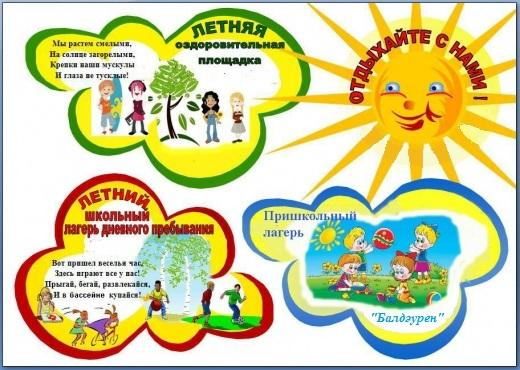 ЛЕТНЯЯ
оздоровительная
площадка
Мы растем смелыми,
На солнце загорелыми,
Крепки наши мускулы
И глаза не тусклые!
ОТДЫХАЙТЕ С НАМИ !
ЛЕТНИЙ,
школьный
лагерь дневного пребывания
Вот пришел веселья час,
Здесь играют все у нас!
Прыгай, бегай, развлекайся,
И в бассейне купайся!
Пришкольный
лагерь
"Балдәурен"